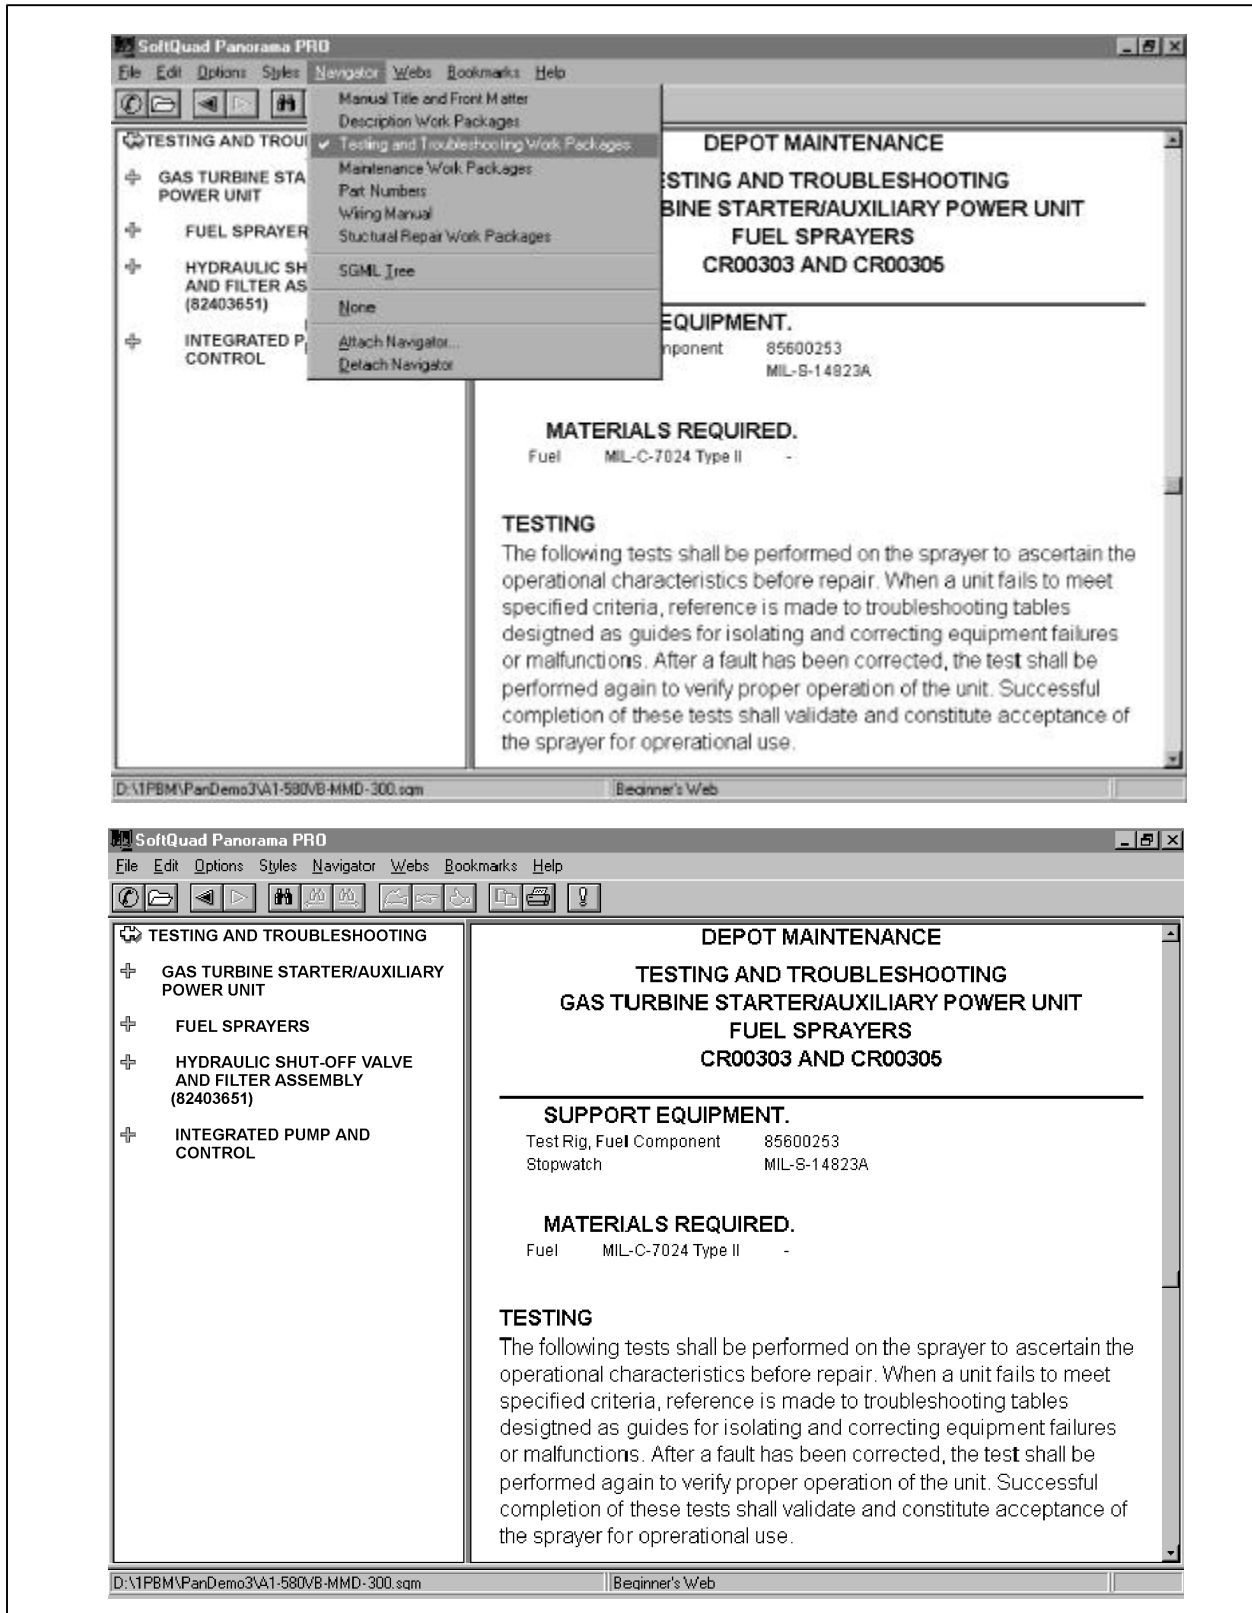 SoftQuad Panorama PRO
File Edit Options Styles Navigator Webs Bookmarks Help
Manual Title and Front Matter
Description Work Packages
Testing and Troubleshooting Work Packages
Maintenance Work Packages
Part Numbers
Wiring Manual
Stuctural Repair Work Packages
SGML Tree
None
Attach Navigator...
Detach Navigator
TESTING AND TROU
GAS TURBINE STA
POWER UNIT
FUEL SPRAYER
HYDRAULIC SH
AND FILTER AS
(82403651)
INTEGRATED P
CONTROL
DEPOT MAINTENANCE
STING AND TROUBLESHOOTING
BINE STARTER/AUXILIARY POWER UNIT
FUEL SPRAYERS
CR00303 AND CR00305
EQUIPMENT.
nponent 85600253
MIL-S-14823A
MATERIALS REQUIRED.
Fuel MIL-C-7024 Type II -
TESTING
The following tests shall be performed on the sprayer to ascertain the
operational characteristics before repair. When a unit fails to meet
specified criteria, reference is made to troubleshooting tables
desigtned as guides for isolating and correcting equipment failures
or malfunctions. After a fault has been corrected, the test shall be
performed again to verify proper operation of the unit. Successful
completion of these tests shall validate and constitute acceptance of
the sprayer for oprerational use.
D:\1PBM\PanDemo3\A1-580VB-MMD-300.sgm Beginner's Web
SoftQuad Panorama PRO
File Edit Options Styles Navigator Webs Bookmarks Help
TESTING AND TROUBLESHOOTING
GAS TURBINE STARTER/AUXILIARY
POWER UNIT
FUEL SPRAYERS
HYDRAULIC SHUT-OFF VALVE
AND FILTER ASSEMBLY
(82403651)
INTEGRATED PUMP AND
CONTROL
DEPOT MAINTENANCE
TESTING AND TROUBLESHOOTING
GAS TURBINE STARTER/AUXILIARY POWER UNIT
FUEL SPRAYERS
CR00303 AND CR00305
SUPPORT EQUIPMENT.
Test Rig, Fuel Component 85600253
Stopwatch MIL-S-14823A
MATERIALS REQUIRED.
Fuel MIL-C-7024 Type II -
TESTING
The following tests shall be performed on the sprayer to ascertain the
operational characteristics before repair. When a unit fails to meet
specified criteria, reference is made to troubleshooting tables
desigtned as guides for isolating and correcting equipment failures
or malfunctions. After a fault has been corrected, the test shall be
performed again to verify proper operation of the unit. Successful
completion of these tests shall validate and constitute acceptance of
the sprayer for oprerational use.
D:\1PBM\PanDemo3\A1-580VB-MMD-300.sgm Beginner's Web